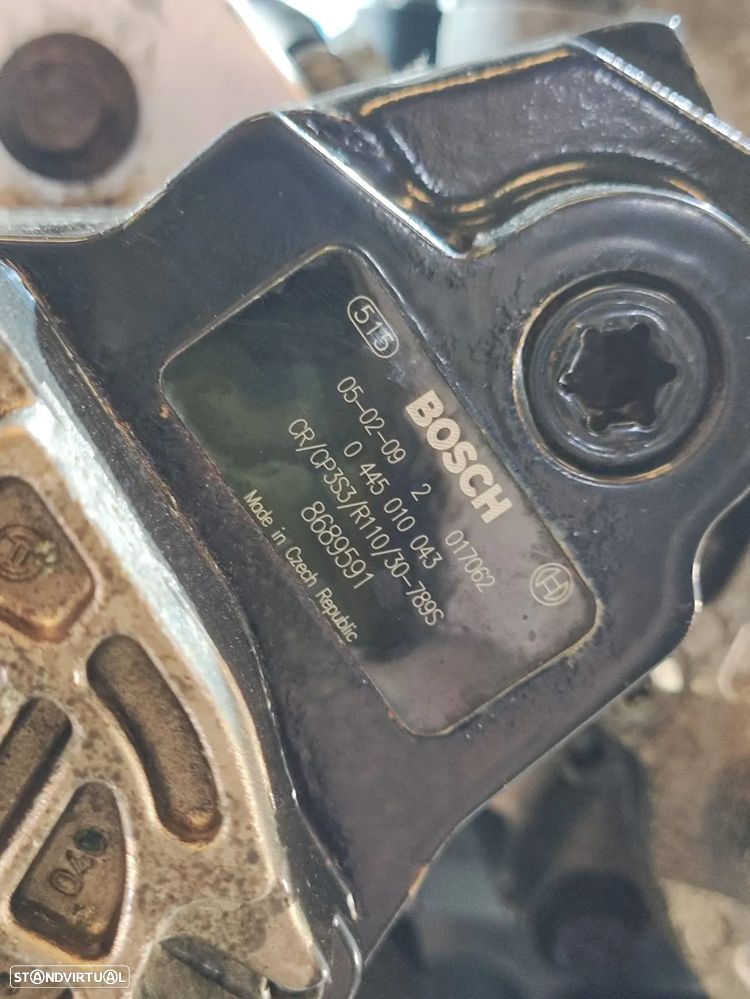 515
BOSCH
05-02-09 2 017062
0 445 010 043
CR/CP3S3/R110/30-789S
8689591
Made in Czech Republic
STANDVIRTUAL